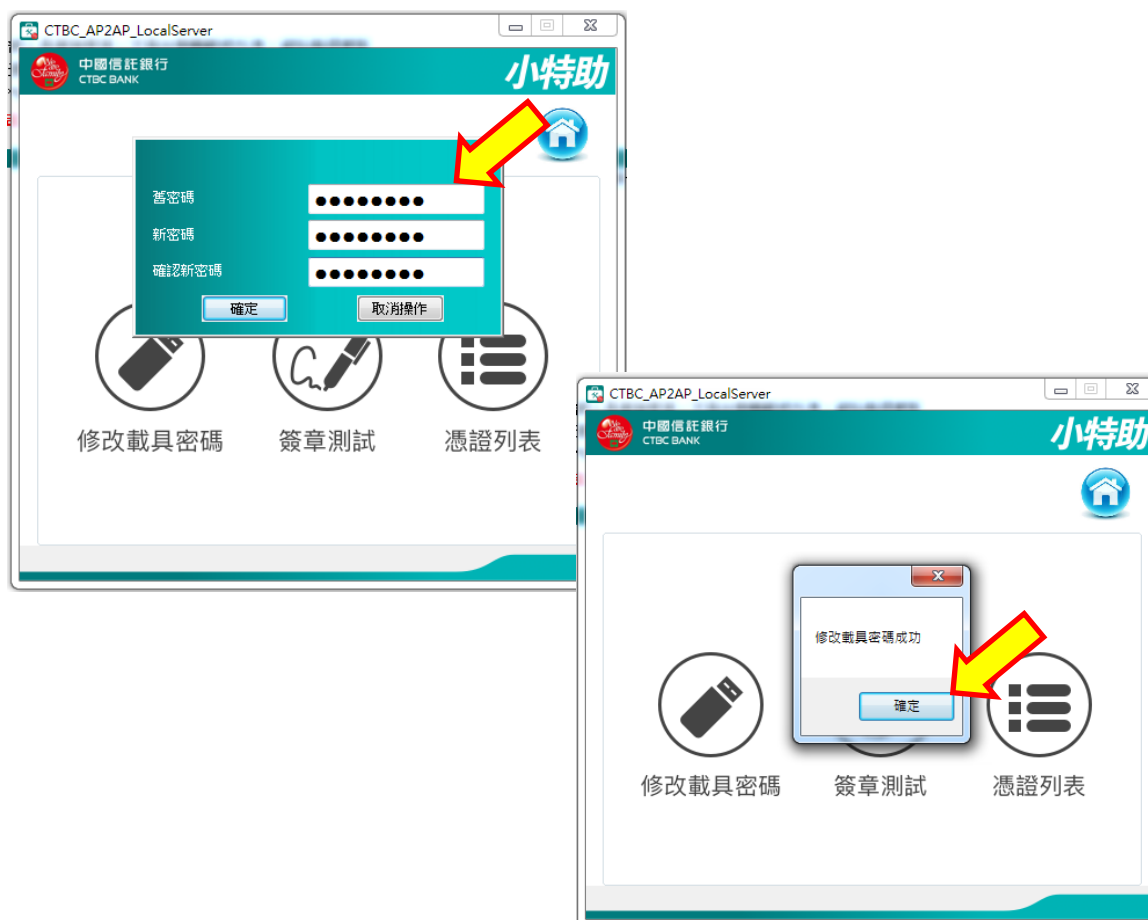 CTBC_AP2AP_LocalServer
中國信託銀行
CTBC BANK
小特助
舊密碼
新密碼
確認新密碼
確定
取消操作
修改載具密碼
簽章測試
憑證列表
CTBC_AP2AP_LocalServer
中國信託銀行
CTBC BANK
小特助
修改載具密碼成功
確定
修改載具密碼
簽章測試
憑證列表